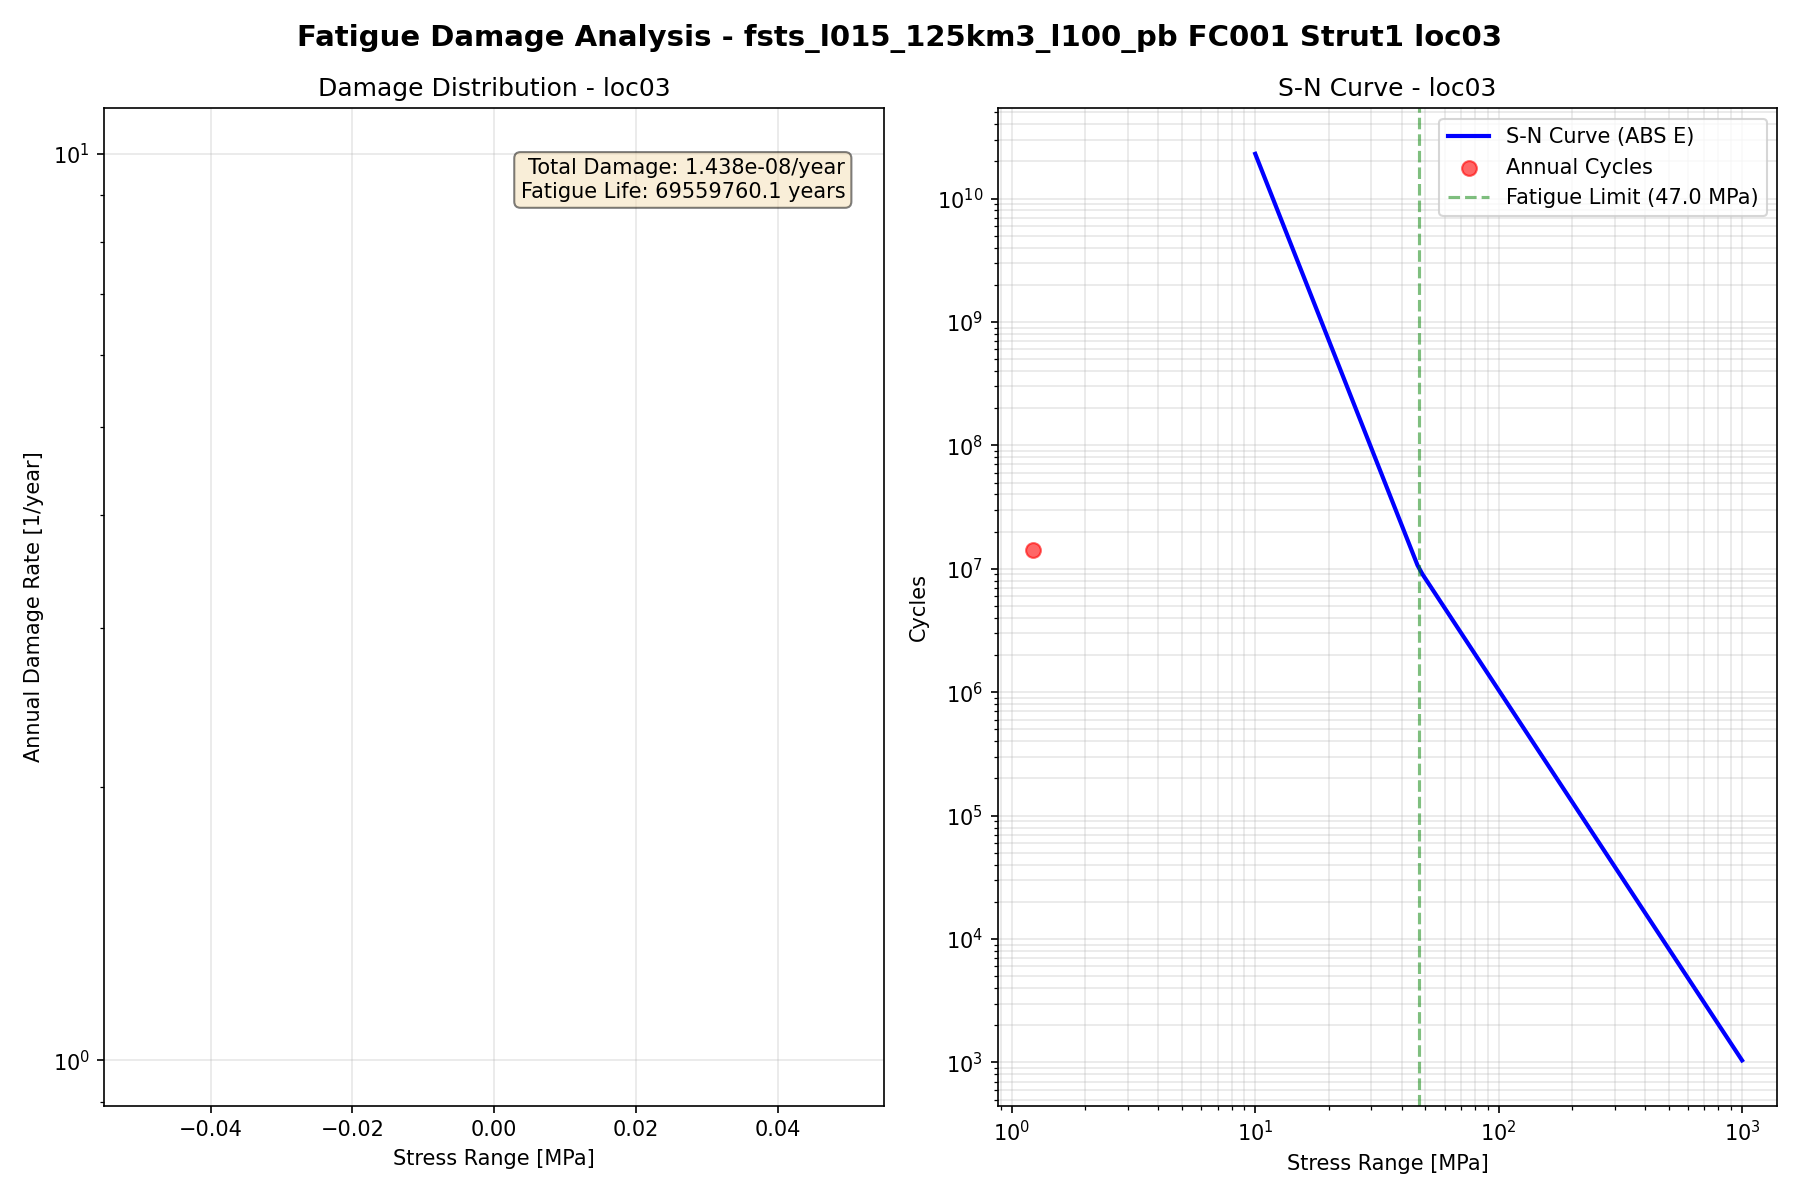 Fatigue Damage Analysis - fsts_l015_125km3_l100_pb FC001 Strut1 loc03
Damage Distribution - loc03
Total Damage: 1.438e-08/year
Fatigue Life: 69559760.1 years
Annual Damage Rate [1/year]
10¹
10⁰
−0.04 −0.02 0.00 0.02 0.04
Stress Range [MPa]
S-N Curve - loc03
S-N Curve (ABS E)
Annual Cycles
Fatigue Limit (47.0 MPa)
Cycles
10¹⁰
10⁹
10⁸
10⁷
10⁶
10⁵
10⁴
10³
10⁰ 10¹ 10² 10³
Stress Range [MPa]